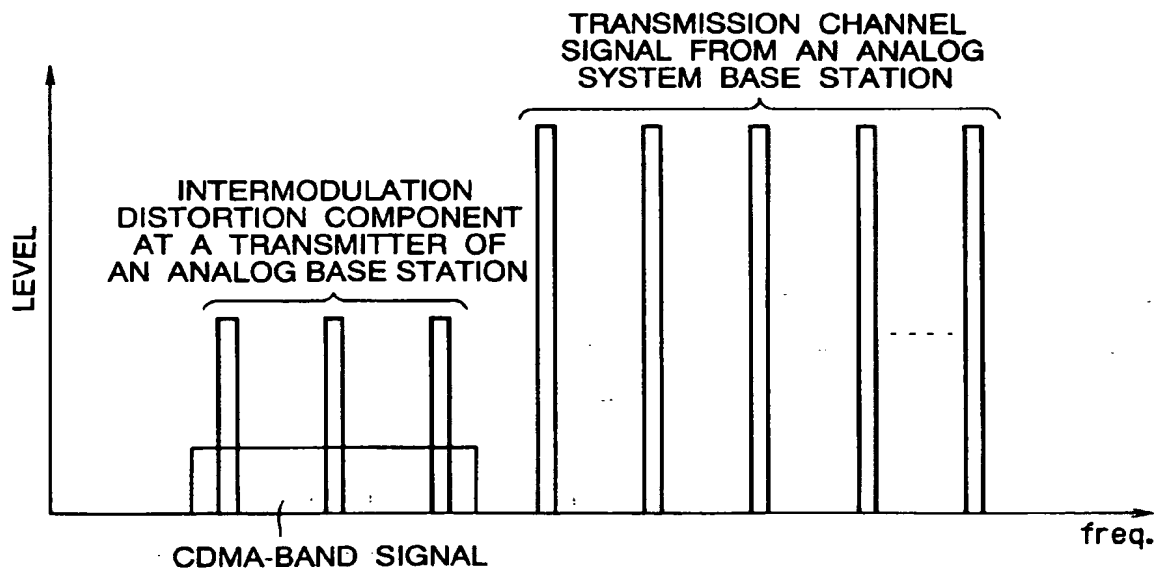 TRANSMISSION CHANNEL
SIGNAL FROM AN ANALOG
SYSTEM BASE STATION
INTERMODULATION
DISTORTION COMPONENT
AT A TRANSMITTER OF
AN ANALOG BASE STATION
LEVEL
freq.
CDMA-BAND SIGNAL